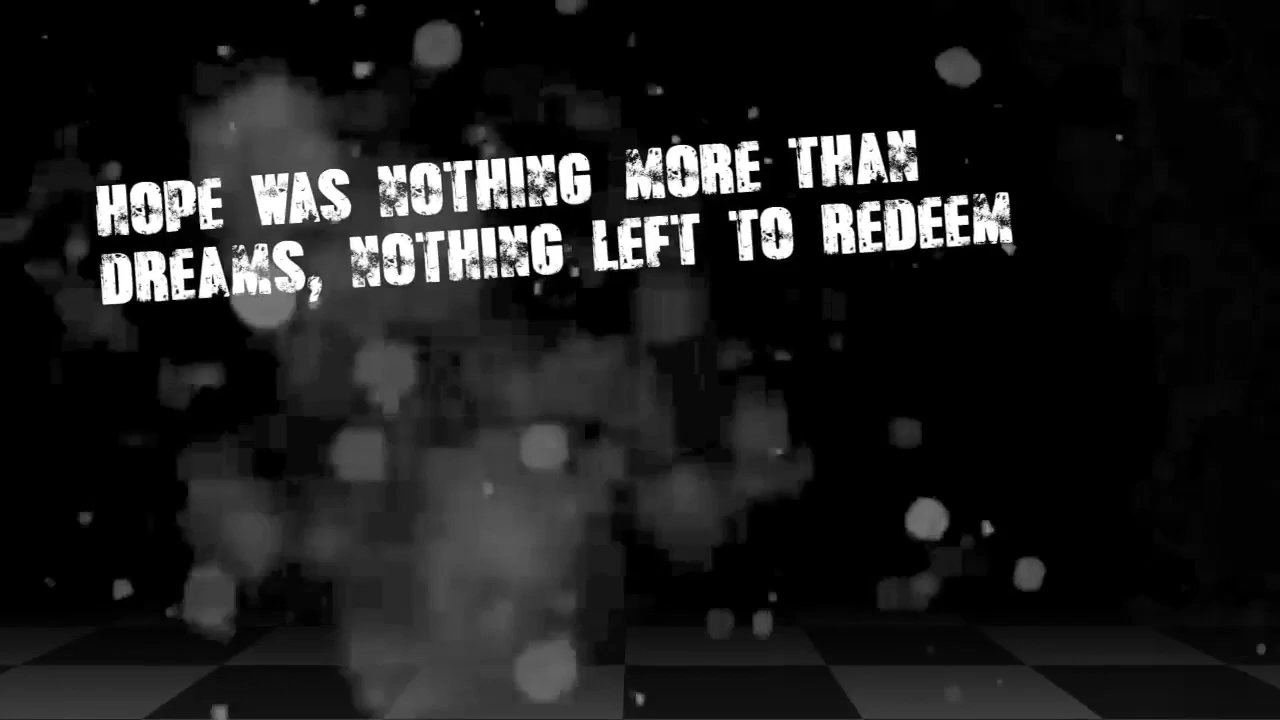 HOPE WAS NOTHING MORE THAN
DREAMS, NOTHING LEFT TO REDEEM